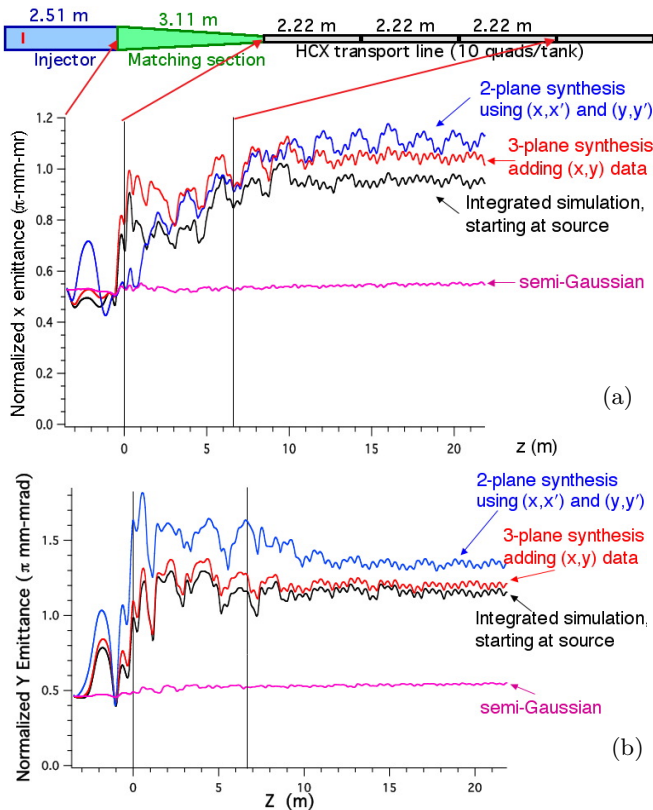 2.51 m
3.11 m
2.22 m 2.22 m 2.22 m
Injector
Matching section
HCX transport line (10 quads/tank)
2-plane synthesis
using (x,x′) and (y,y′)
3-plane synthesis
adding (x,y) data
Integrated simulation,
starting at source
semi-Gaussian
Normalized x emittance (π-mm-mr)
1.2
1.0
0.8
0.6
0.4
0.2
0.0
0 5 10 15 20
z (m)
(a)
2-plane synthesis
using (x,x′) and (y,y′)
3-plane synthesis
adding (x,y) data
Integrated simulation,
starting at source
semi-Gaussian
Normalized Y Emittance (π mm-mrad)
1.5
1.0
0.5
0.0
0 5 10 15 20
Z (m)
(b)